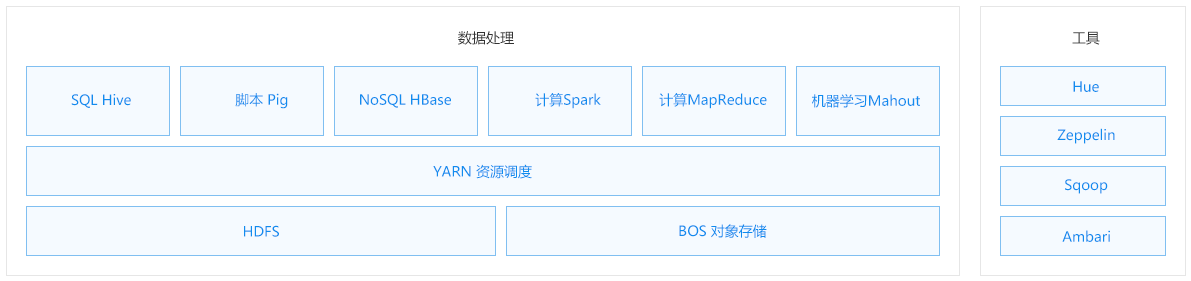 数据处理
SQL Hive
脚本 Pig
NoSQL HBase
计算Spark
计算MapReduce
机器学习Mahout
YARN 资源调度
HDFS
BOS 对象存储
工具
Hue
Zeppelin
Sqoop
Ambari